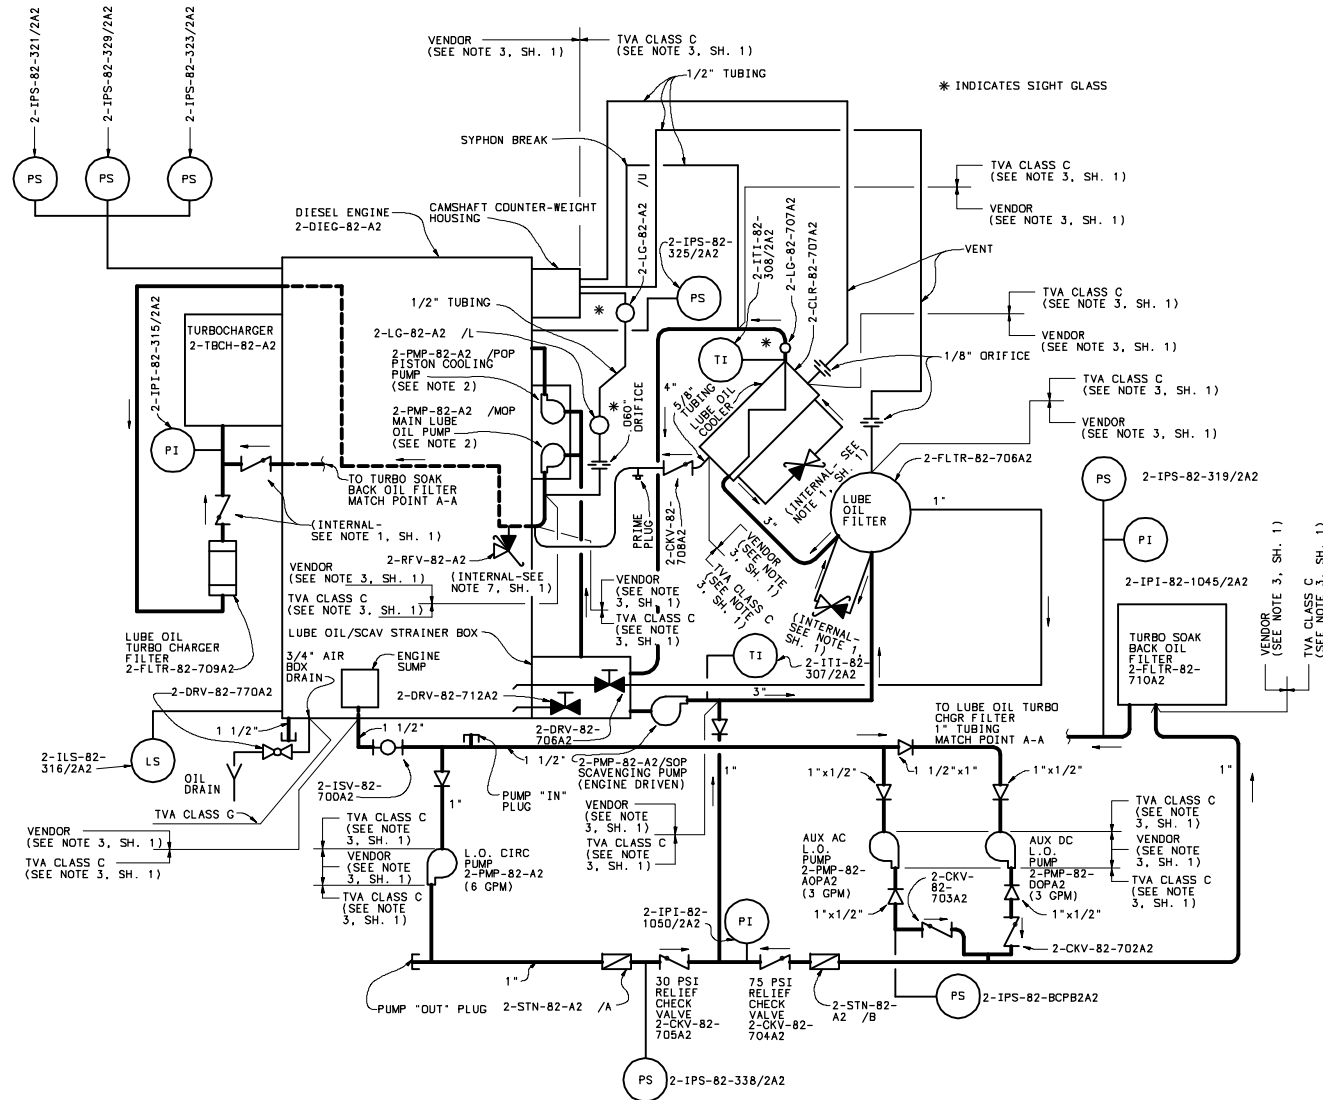 2-IPS-82-321/2A2
2-IPS-82-329/2A2
2-IPS-82-323/2A2
PS
PS
PS
VENDOR
(SEE NOTE 3, SH. 1)
TVA CLASS C
(SEE NOTE 3, SH. 1)
1/2" TUBING
* INDICATES SIGHT GLASS
SYPHON BREAK
TVA CLASS C
(SEE NOTE 3, SH. 1)
VENDOR
(SEE NOTE 3, SH. 1)
DIESEL ENGINE
2-DIEG-82-A2
CAMSHAFT COUNTER-WEIGHT
HOUSING
2-LG-82-A2 /U
2-IPS-82-
325/2A2
PS
2-ITI-82-
308/2A2
2-LG-82-707A2
2-CLR-82-707A2
VENT
TVA CLASS C
(SEE NOTE 3, SH. 1)
VENDOR
(SEE NOTE 3, SH. 1)
1/2" TUBING
*
2-LG-82-A2 /L
TURBOCHARGER
2-TBCH-82-A2
2-IPI-82-315/2A2
PI
2-PMP-82-A2 /POP
PISTON COOLING
PUMP
(SEE NOTE 2)
2-PMP-82-A2 /MOP
MAIN LUBE
OIL PUMP
(SEE NOTE 2)
*
.060"
ORIFICE
TI
*
4"
5/8"
TUBING
LUBE OIL
COOLER
1/8" ORIFICE
TVA CLASS C
(SEE NOTE 3, SH. 1)
VENDOR
(SEE NOTE 3, SH. 1)
2-FLTR-82-706A2
PS
2-IPS-82-319/2A2
TO TURBO SOAK
BACK OIL FILTER
MATCH POINT A-A
(INTERNAL-
SEE NOTE 1, SH. 1)
(INTERNAL- SEE
NOTE 1, SH. 1)
LUBE
OIL
FILTER
1"
PI
2-IPI-82-1045/2A2
3"
PRIME
PLUG
2-CKV-82-
708A2
2-RFV-82-A2
(INTERNAL-SEE
NOTE 7, SH. 1)
VENDOR
(SEE NOTE 3, SH. 1)
TVA CLASS C
(SEE NOTE 3, SH. 1)
VENDOR
(SEE NOTE
3, SH. 1)
TVA CLASS C
(SEE NOTE
3, SH. 1)
VENDOR
(SEE NOTE
3, SH. 1)
TVA CLASS C
(SEE NOTE
3, SH. 1)
(INTERNAL-
SEE NOTE 1,
SH. 1)
VENDOR
(SEE NOTE 3, SH. 1)
TVA CLASS C
(SEE NOTE 3, SH. 1)
TURBO SOAK
BACK OIL
FILTER
2-FLTR-82-
710A2
LUBE OIL
TURBO CHARGER
FILTER
2-FLTR-82-709A2
LUBE OIL/SCAV STRAINER BOX
3/4" AIR
BOX
DRAIN
ENGINE
SUMP
TI
2-ITI-82-
307/2A2
2-DRV-82-770A2
2-DRV-82-712A2
2-DRV-82-
706A2
3"
1 1/2"
1 1/2"
1 1/2"
TO LUBE OIL TURBO
CHGR FILTER
1" TUBING
MATCH POINT A-A
2-ILS-82-
316/2A2
LS
OIL
DRAIN
2-ISV-82-
700A2
PUMP "IN"
PLUG
2-PMP-82-A2/SOP
SCAVENGING PUMP
(ENGINE DRIVEN)
1"
1"
1"x1/2"
1 1/2"x1"
1"x1/2"
1"
TVA CLASS G
VENDOR
(SEE NOTE 3, SH. 1)
TVA CLASS C
(SEE NOTE 3, SH. 1)
TVA CLASS C
(SEE NOTE
3, SH. 1)
VENDOR
(SEE NOTE
3, SH. 1)
TVA CLASS C
(SEE NOTE
3, SH. 1)
L.O. CIRC
PUMP
2-PMP-82-A2
(6 GPM)
VENDOR
(SEE NOTE
3, SH. 1)
TVA CLASS C
(SEE NOTE
3, SH. 1)
AUX AC
L.O.
PUMP
2-PMP-82-
AOPA2
(3 GPM)
AUX DC
L.O.
PUMP
2-PMP-82-
DOPA2
(3 GPM)
TVA CLASS C
(SEE NOTE
3, SH. 1)
VENDOR
(SEE NOTE
3, SH. 1)
TVA CLASS C
(SEE NOTE
3, SH. 1)
2-CKV-
82-
703A2
1"x1/2"
1"x1/2"
2-CKV-82-702A2
2-IPI-82-
1050/2A2
PI
1"
PUMP "OUT" PLUG
2-STN-82-A2 /A
30 PSI
RELIEF
CHECK
VALVE
2-CKV-82-
705A2
75 PSI
RELIEF
CHECK
VALVE
2-CKV-82-
704A2
2-STN-82-
A2 /B
PS
2-IPS-82-BCPB2A2
PS
2-IPS-82-338/2A2